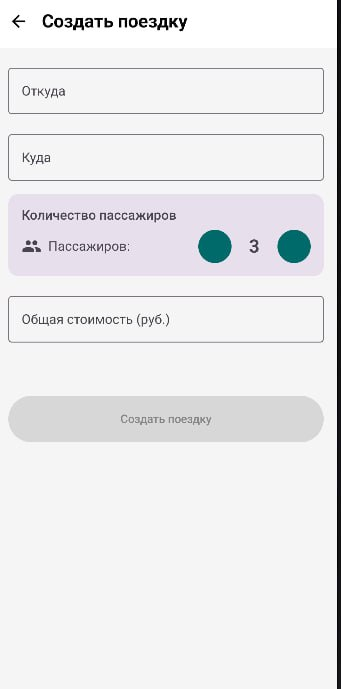 Создать поездку
Откуда
Куда
Количество пассажиров
Пассажиров:
3
Общая стоимость (руб.)
Создать поездку